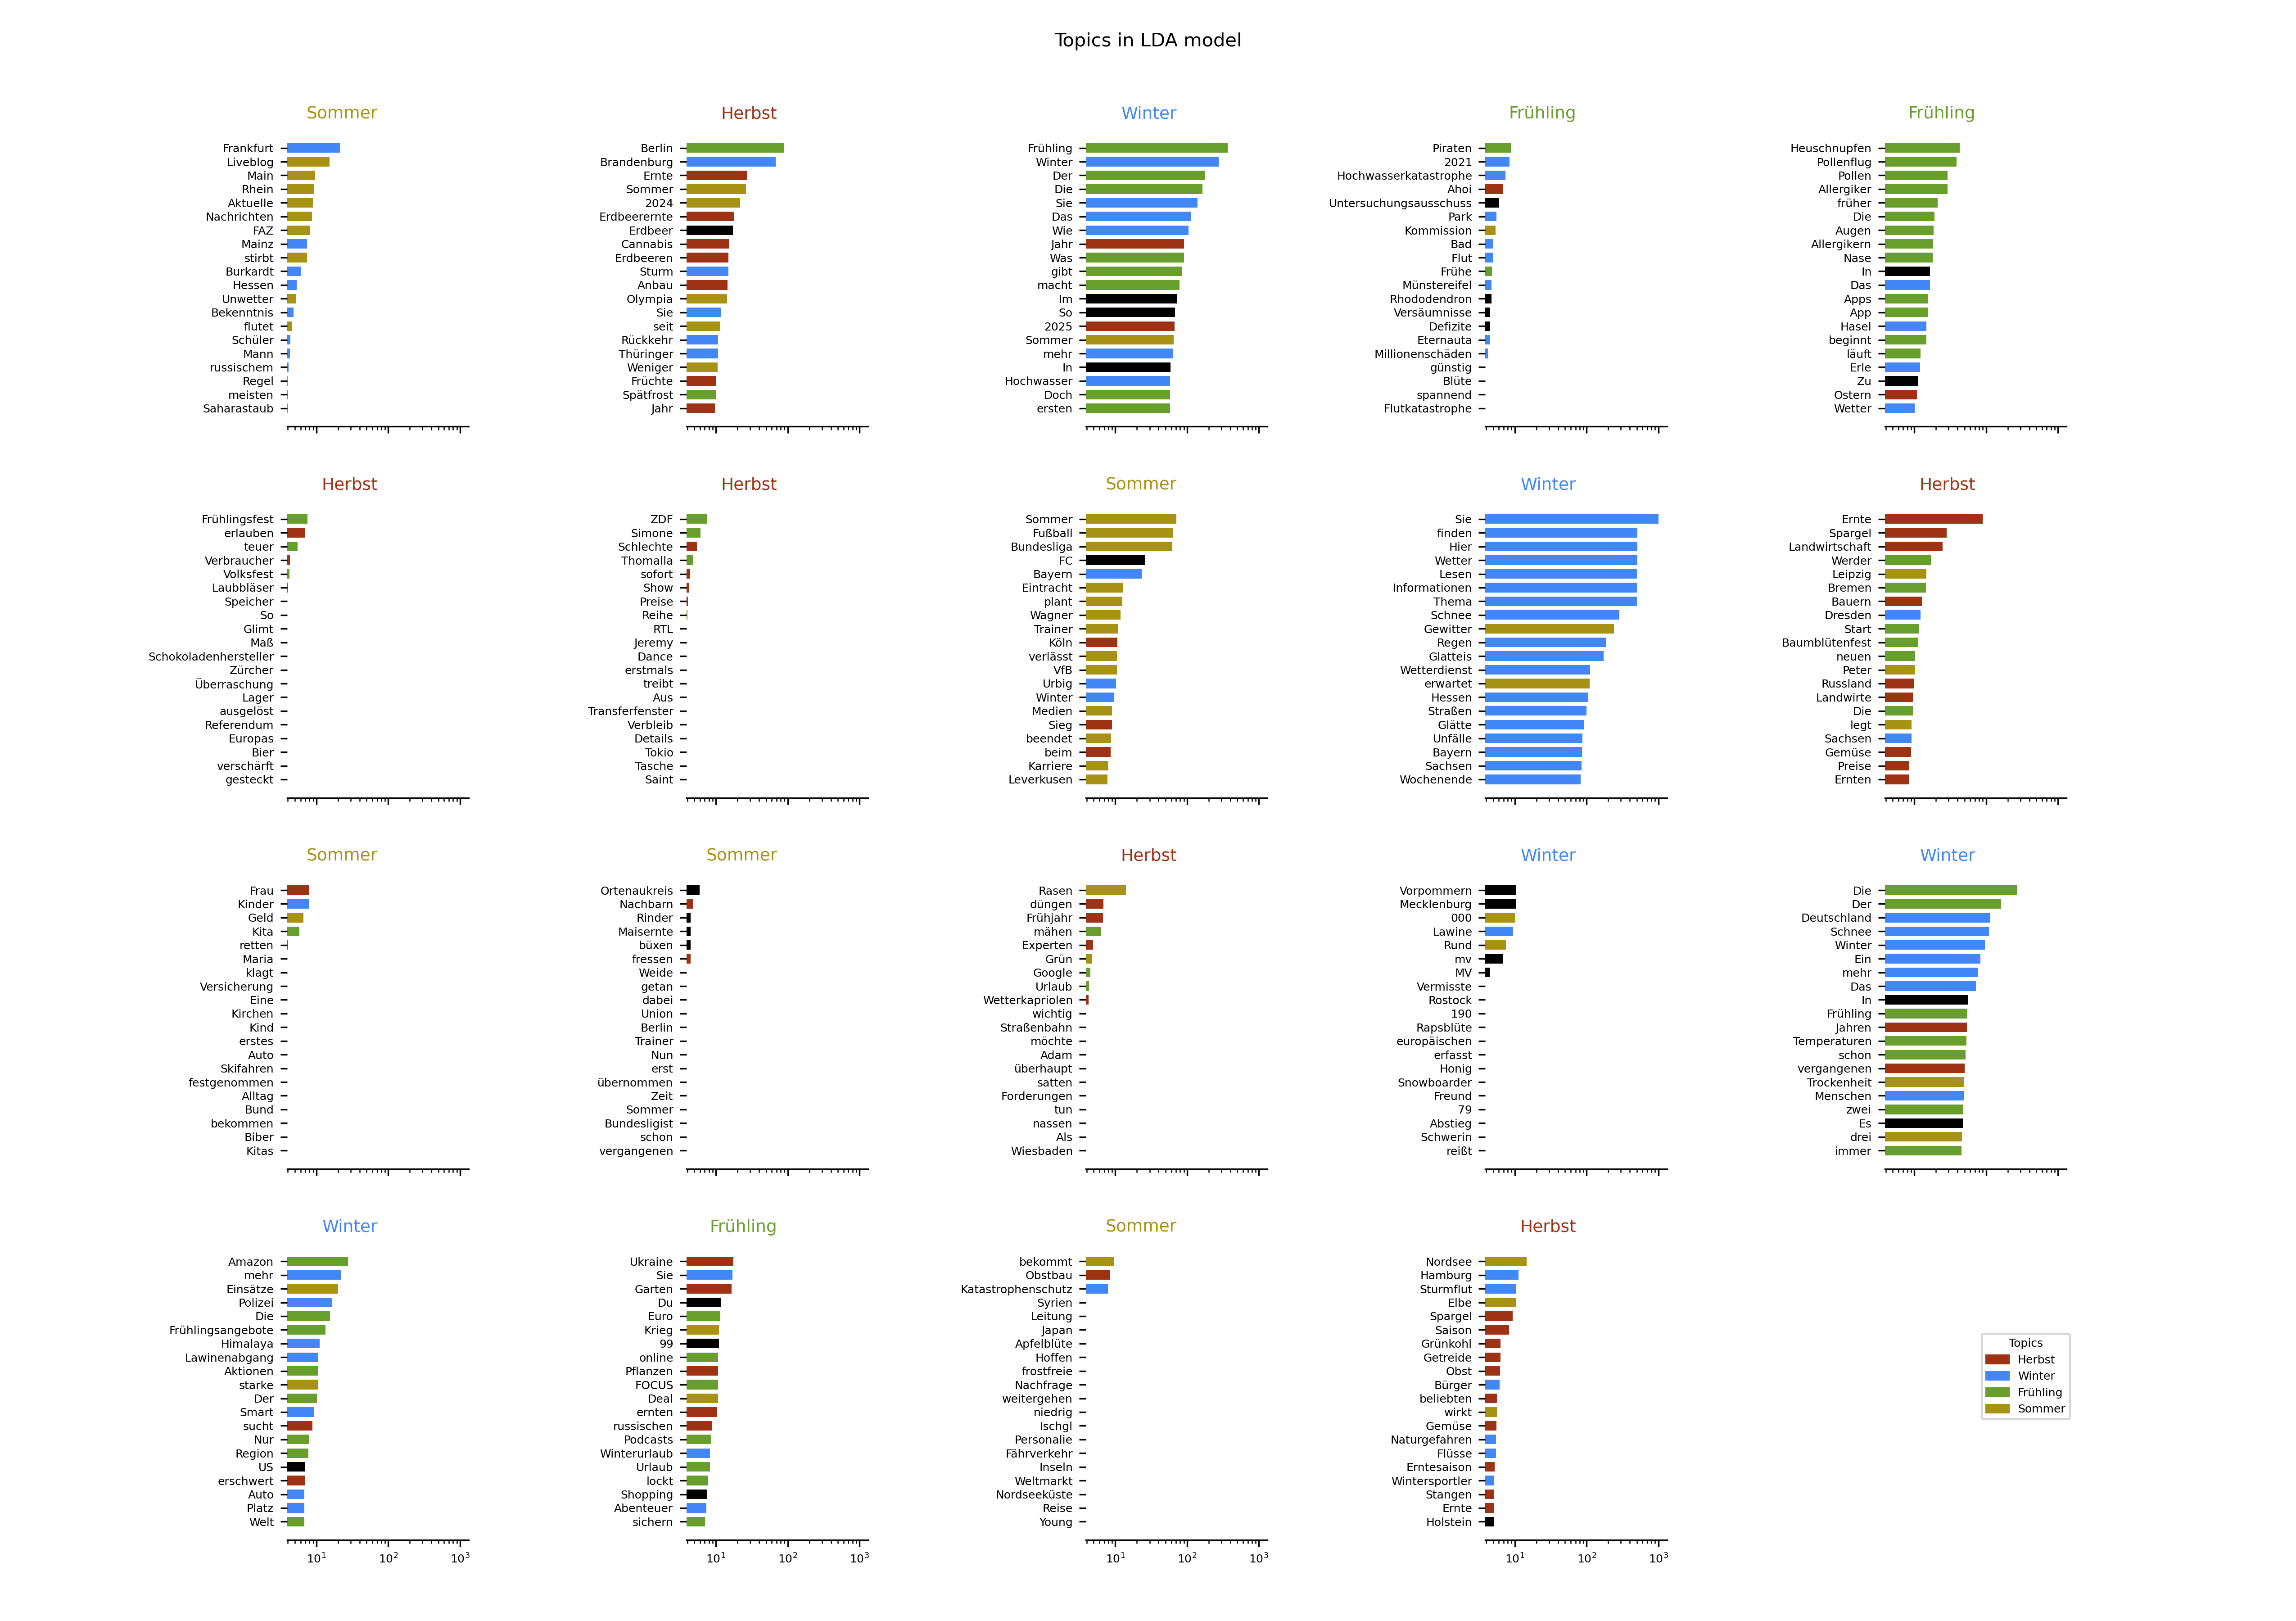 Topics in LDA model
Sommer
Frankfurt
Liveblog
Main
Rhein
Aktuelle
Nachrichten
FAZ
Mainz
stirbt
Burkardt
Hessen
Unwetter
Bekenntnis
flutet
Schüler
Mann
russischem
Regel
meisten
Saharastaub
Herbst
Berlin
Brandenburg
Ernte
Sommer
2024
Erdbeerernte
Erdbeer
Cannabis
Erdbeeren
Sturm
Anbau
Olympia
Sie
seit
Rückkehr
Thüringer
Weniger
Früchte
Spätfrost
Jahr
Winter
Frühling
Winter
Der
Die
Sie
Das
Wie
Jahr
Was
gibt
macht
Im
So
2025
Sommer
mehr
In
Hochwasser
Doch
ersten
Frühling
Piraten
2021
Hochwasserkatastrophe
Ahoi
Untersuchungsausschuss
Park
Kommission
Bad
Flut
Frühe
Münstereifel
Rhododendron
Versäumnisse
Defizite
Eternauta
Millionenschäden
günstig
Blüte
spannend
Flutkatastrophe
Frühling
Heuschnupfen
Pollenflug
Pollen
Allergiker
früher
Die
Augen
Allergikern
Nase
In
Das
Apps
App
Hasel
beginnt
läuft
Erle
Zu
Ostern
Wetter
Herbst
Frühlingsfest
erlauben
teuer
Verbraucher
Volksfest
Laubbläser
Speicher
So
Glimt
Maß
Schokoladenhersteller
Zürcher
Überraschung
Lager
ausgelöst
Referendum
Europas
Bier
verschärft
gesteckt
Herbst
ZDF
Simone
Schlechte
Thomalla
sofort
Show
Preise
Reihe
RTL
Jeremy
Dance
erstmals
treibt
Aus
Transferfenster
Verbleib
Details
Tokio
Tasche
Saint
Sommer
Sommer
Fußball
Bundesliga
FC
Bayern
Eintracht
plant
Wagner
Trainer
Köln
verlässt
VfB
Urbig
Winter
Medien
Sieg
beendet
beim
Karriere
Leverkusen
Winter
Sie
finden
Hier
Wetter
Lesen
Informationen
Thema
Schnee
Gewitter
Regen
Glatteis
Wetterdienst
erwartet
Hessen
Straßen
Glätte
Unfälle
Bayern
Sachsen
Wochenende
Herbst
Ernte
Spargel
Landwirtschaft
Werder
Leipzig
Bremen
Bauern
Dresden
Start
Baumblütenfest
neuen
Peter
Russland
Landwirte
Die
legt
Sachsen
Gemüse
Preise
Ernten
Sommer
Frau
Kinder
Geld
Kita
retten
Maria
klagt
Versicherung
Eine
Kirchen
Kind
erstes
Auto
Skifahren
festgenommen
Alltag
Bund
bekommen
Biber
Kitas
Sommer
Ortenaukreis
Nachbarn
Rinder
Maisernte
büxen
fressen
Weide
getan
dabei
Union
Berlin
Trainer
Nun
erst
übernommen
Zeit
Sommer
Bundesligist
schon
vergangenen
Herbst
Rasen
düngen
Frühjahr
mähen
Experten
Grün
Google
Urlaub
Wetterkapriolen
wichtig
Straßenbahn
möchte
Adam
überhaupt
satten
Forderungen
tun
nassen
Als
Wiesbaden
Winter
Vorpommern
Mecklenburg
000
Lawine
Rund
mv
MV
Vermisste
Rostock
190
Rapsblüte
europäischen
erfasst
Honig
Snowboarder
Freund
79
Abstieg
Schwerin
reißt
Winter
Die
Der
Deutschland
Schnee
Winter
Ein
mehr
Das
In
Frühling
Jahren
Temperaturen
schon
vergangenen
Trockenheit
Menschen
zwei
Es
drei
immer
Winter
Amazon
mehr
Einsätze
Polizei
Die
Frühlingsangebote
Himalaya
Lawinenabgang
Aktionen
starke
Der
Smart
sucht
Nur
Region
US
erschwert
Auto
Platz
Welt
10¹ 10² 10³
Frühling
Ukraine
Sie
Garten
Du
Euro
Krieg
99
online
Pflanzen
FOCUS
Deal
ernten
russischen
Podcasts
Winterurlaub
Urlaub
lockt
Shopping
Abenteuer
sichern
10¹ 10² 10³
Sommer
bekommt
Obstbau
Katastrophenschutz
Syrien
Leitung
Japan
Apfelblüte
Hoffen
frostfreie
Nachfrage
weitergehen
niedrig
Ischgl
Personalie
Fährverkehr
Inseln
Weltmarkt
Nordseeküste
Reise
Young
10¹ 10² 10³
Herbst
Nordsee
Hamburg
Sturmflut
Elbe
Spargel
Saison
Grünkohl
Getreide
Obst
Bürger
beliebten
wirkt
Gemüse
Naturgefahren
Flüsse
Erntesaison
Wintersportler
Stangen
Ernte
Holstein
10¹ 10² 10³
Topics
Herbst
Winter
Frühling
Sommer